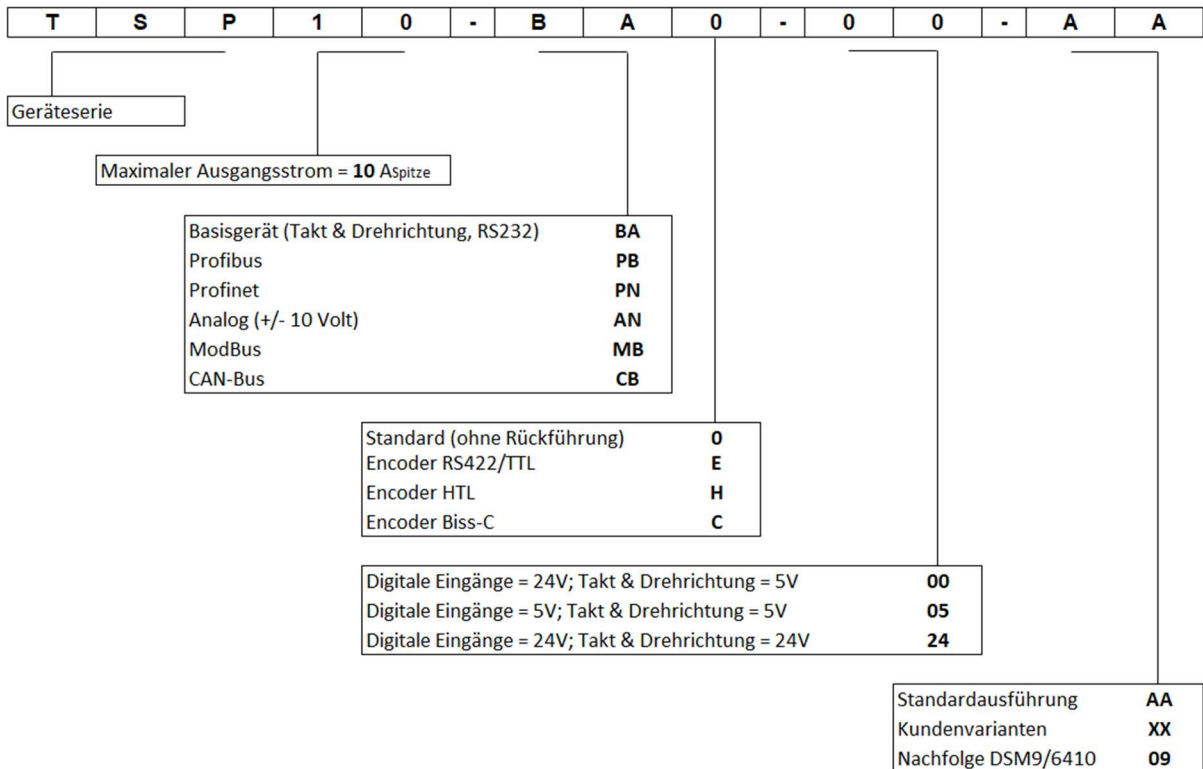 T S P 1 0 - B A 0 - 0 0 - A A
Geräteserie
Maximaler Ausgangsstrom = 10 ASpitze
Basisgerät (Takt & Drehrichtung, RS232) BA
Profibus PB
Profinet PN
Analog (+/- 10 Volt) AN
ModBus MB
CAN-Bus CB
Standard (ohne Rückführung) 0
Encoder RS422/TTL E
Encoder HTL H
Encoder Biss-C C
Digitale Eingänge = 24V; Takt & Drehrichtung = 5V 00
Digitale Eingänge = 5V; Takt & Drehrichtung = 5V 05
Digitale Eingänge = 24V; Takt & Drehrichtung = 24V 24
Standardausführung AA
Kundenvarianten XX
Nachfolge DSM9/6410 09